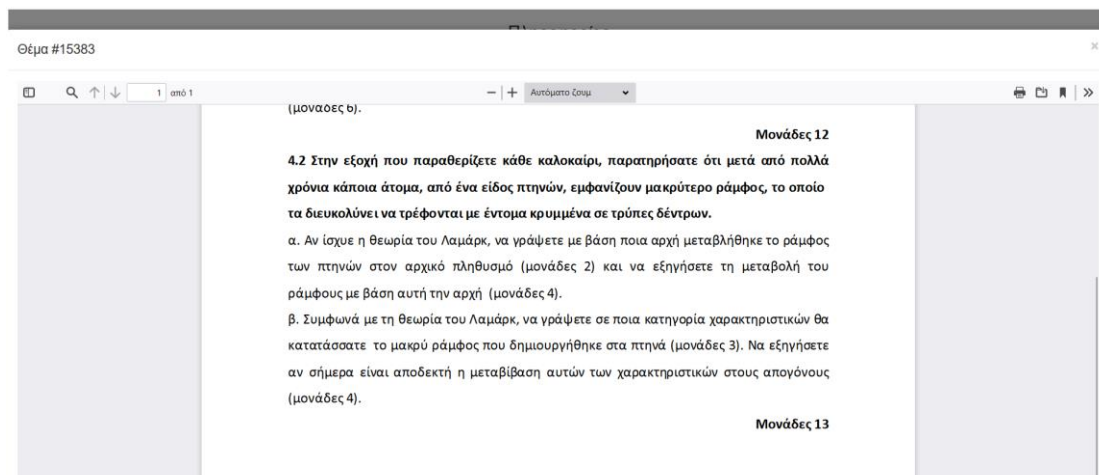 Θέμα #15383
×
1 από 1
Αυτόματο ζουμ
(μονάδες 6).
Μονάδες 12
4.2 Στην εξοχή που παραθερίζετε κάθε καλοκαίρι, παρατηρήσατε ότι μετά από πολλά
χρόνια κάποια άτομα, από ένα είδος πτηνών, εμφανίζουν μακρύτερο ράμφος, το οποίο
τα διευκολύνει να τρέφονται με έντομα κρυμμένα σε τρύπες δέντρων.
α. Αν ίσχυε η θεωρία του Λαμάρκ, να γράψετε με βάση ποια αρχή μεταβλήθηκε το ράμφος
των πτηνών στον αρχικό πληθυσμό (μονάδες 2) και να εξηγήσετε τη μεταβολή του
ράμφους με βάση αυτή την αρχή (μονάδες 4).
β. Συμφωνά με τη θεωρία του Λαμάρκ, να γράψετε σε ποια κατηγορία χαρακτηριστικών θα
κατατάσσατε το μακρύ ράμφος που δημιουργήθηκε στα πτηνά (μονάδες 3). Να εξηγήσετε
αν σήμερα είναι αποδεκτή η μεταβίβαση αυτών των χαρακτηριστικών στους απογόνους
(μονάδες 4).
Μονάδες 13